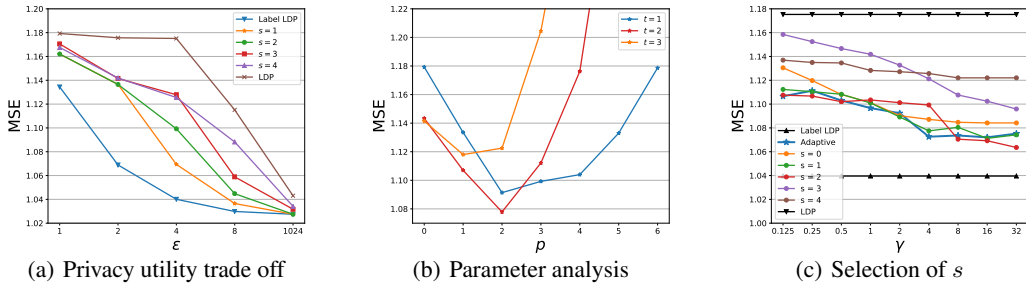 MSE
1.20
1.18
1.16
1.14
1.12
1.10
1.08
1.06
1.04
1.02
1 2 4 8 1024
ε
Label LDP
s = 1
s = 2
s = 3
s = 4
LDP
(a) Privacy utility trade off
MSE
1.22
1.20
1.18
1.16
1.14
1.12
1.10
1.08
0 1 2 3 4 5 6
p
t = 1
t = 2
t = 3
(b) Parameter analysis
MSE
1.18
1.16
1.14
1.12
1.10
1.08
1.06
1.04
1.02
1.00
0.125 0.25 0.5 1 2 4 8 16 32
γ
Label LDP
Adaptive
s = 0
s = 1
s = 2
s = 3
s = 4
LDP
(c) Selection of s